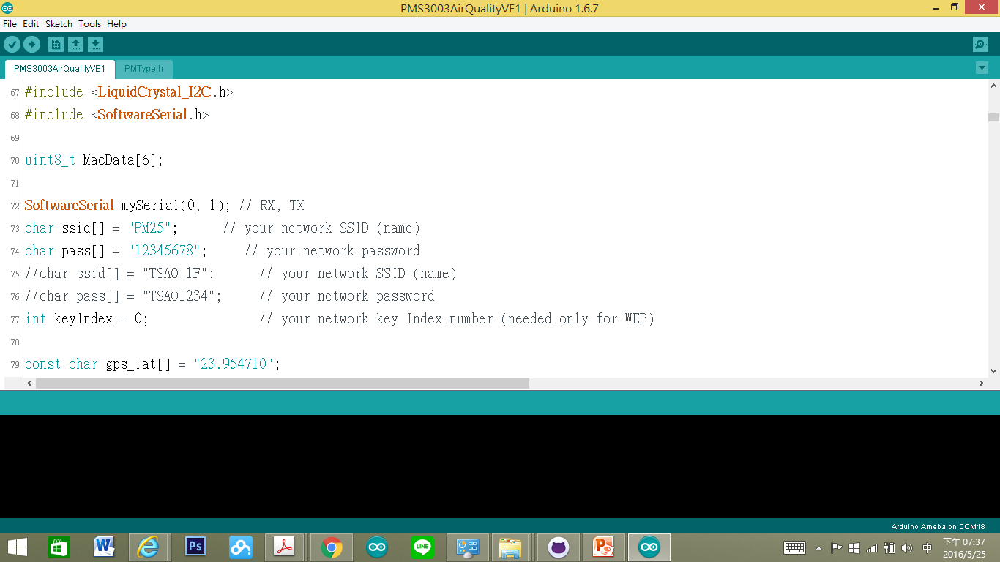 PMS3003AirQualityVE1 | Arduino 1.6.7
File Edit Sketch Tools Help
PMS3003AirQualityVE1 PMType.h
67 #include <LiquidCrystal_I2C.h>
68 #include <SoftwareSerial.h>
69
70 uint8_t MacData[6];
71
72 SoftwareSerial mySerial(0, 1); // RX, TX
73 char ssid[] = "PM25";      // your network SSID (name)
74 char pass[] = "12345678";     // your network password
75 //char ssid[] = "TSAO_1F";      // your network SSID (name)
76 //char pass[] = "TSAO1234";     // your network password
77 int keyIndex = 0;               // your network key Index number (needed only for WEP)
78
79 const char gps_lat[] = "23.954710";
Arduino Ameba on COM18
Ps
LINE
中
下午 07:37
2016/5/25